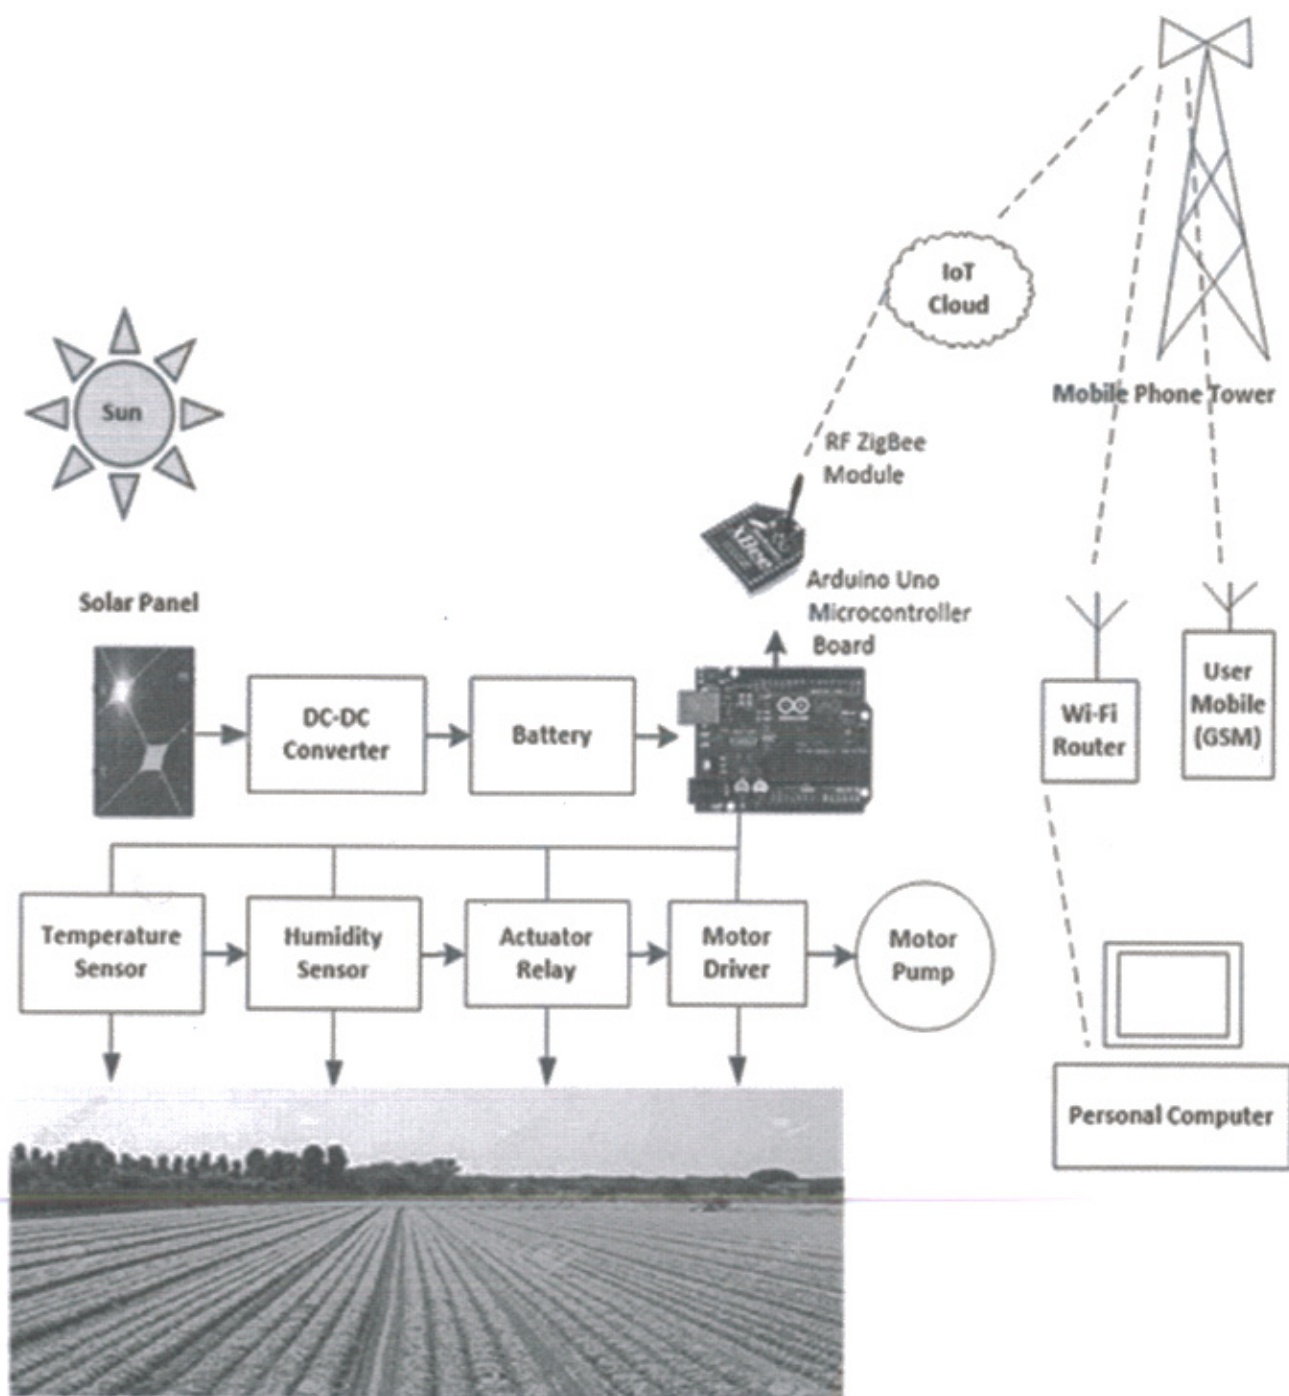 IoT
Cloud
Mobile Phone Tower
Sun
RF ZigBee
Module
XBee
Arduino Uno
Microcontroller
Board
Solar Panel
DC-DC
Converter
Battery
Wi-Fi
Router
User
Mobile
(GSM)
Temperature
Sensor
Humidity
Sensor
Actuator
Relay
Motor
Driver
Motor
Pump
Personal Computer